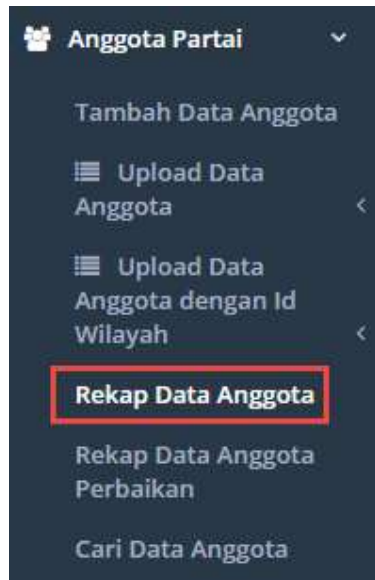 Anggota Partai
Tambah Data Anggota
Upload Data
Anggota
Upload Data
Anggota dengan Id
Wilayah
Rekap Data Anggota
Rekap Data Anggota
Perbaikan
Cari Data Anggota